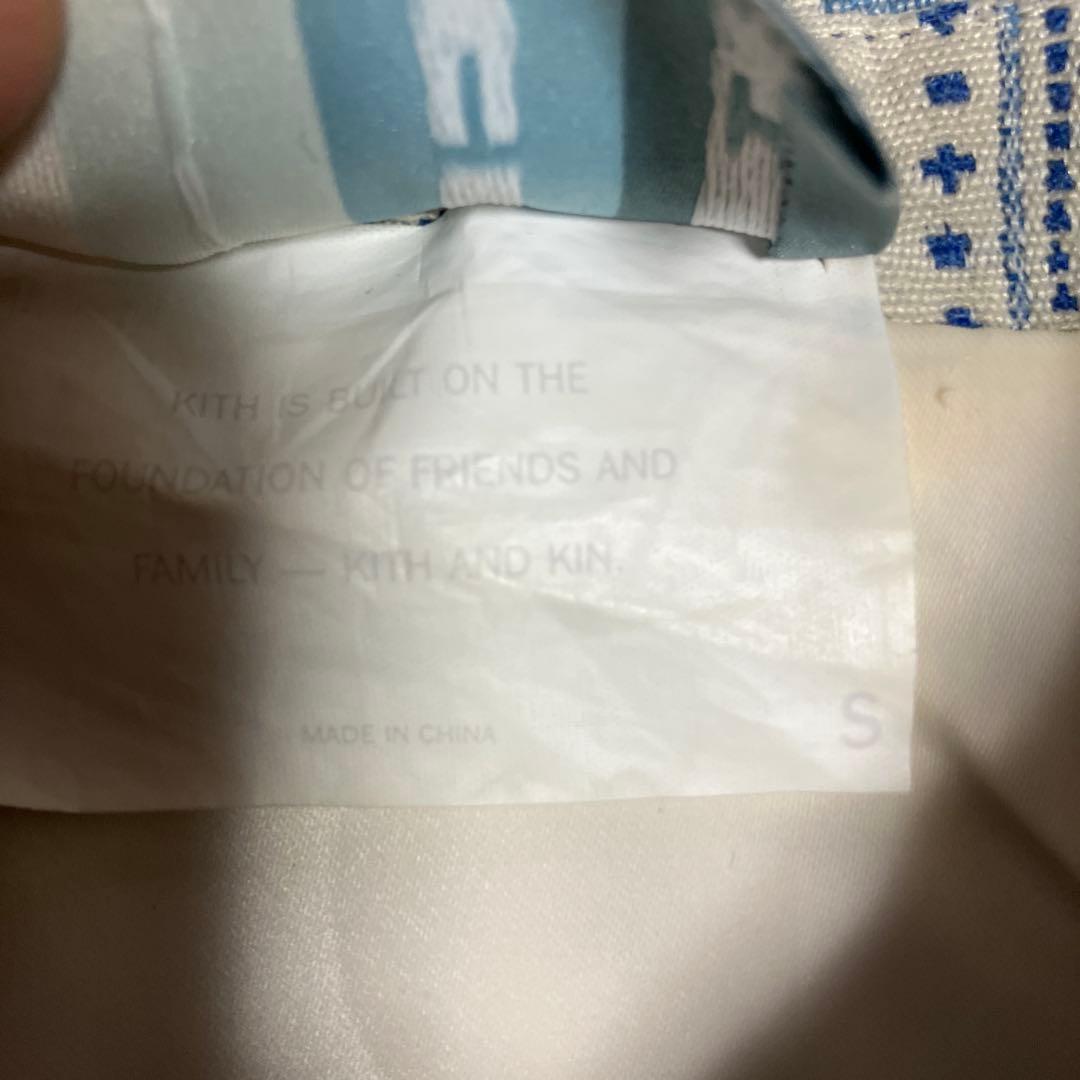 KITH IS BUILT ON THE
FOUNDATION OF FRIENDS AND
FAMILY — KITH AND KIN.
MADE IN CHINA
S